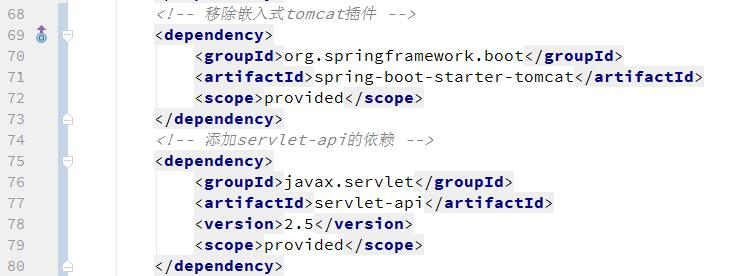 68 <!-- 移除嵌入式tomcat插件 -->
69 <dependency>
70 <groupId>org.springframework.boot</groupId>
71 <artifactId>spring-boot-starter-tomcat</artifactId>
72 <scope>provided</scope>
73 </dependency>
74 <!-- 添加servlet-api的依赖 -->
75 <dependency>
76 <groupId>javax.servlet</groupId>
77 <artifactId>servlet-api</artifactId>
78 <version>2.5</version>
79 <scope>provided</scope>
80 </dependency>